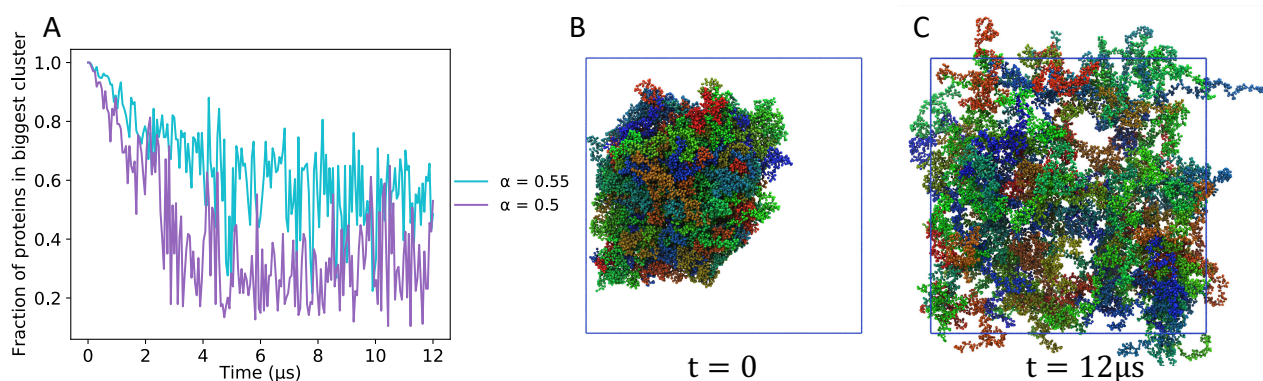 A
B
C
Fraction of proteins in biggest cluster
1.0
0.8
0.6
0.4
0.2
0 2 4 6 8 10 12
Time (μs)
α = 0.55
α = 0.5
t = 0
t = 12μs